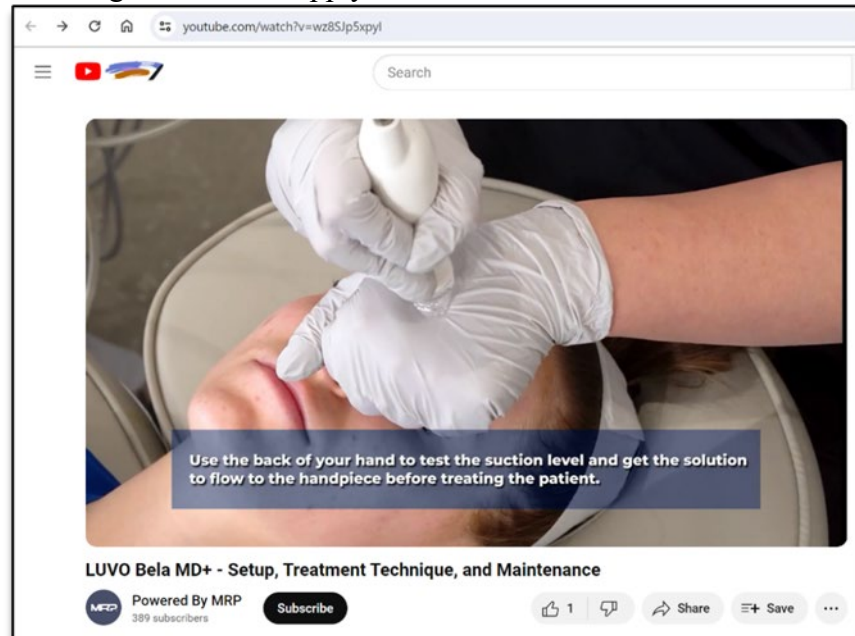 youtube.com/watch?v=wz8SJp5xpyI
Search
Use the back of your hand to test the suction level and get the solution
to flow to the handpiece before treating the patient.
LUVO Bela MD+ - Setup, Treatment Technique, and Maintenance
MRP
Powered By MRP
389 subscribers
Subscribe
1
Share
Save